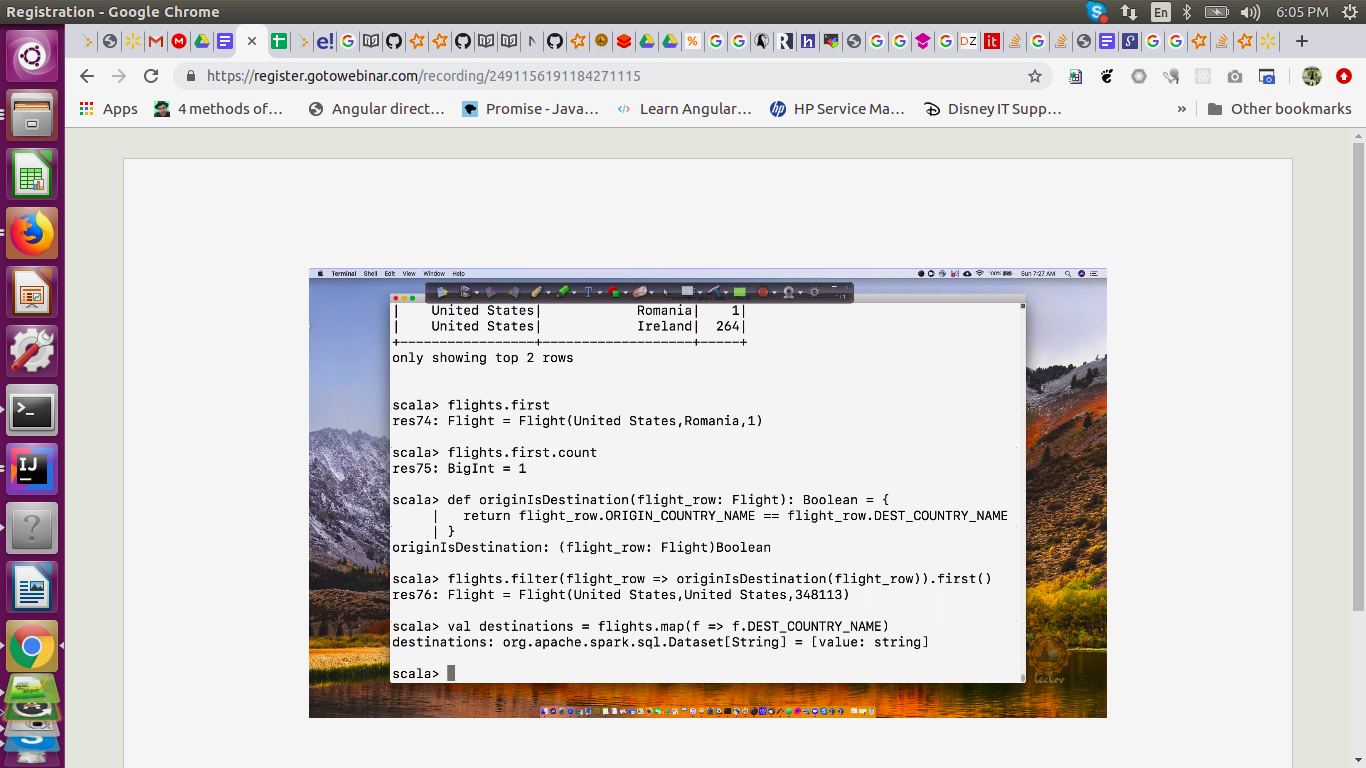 Registration - Google Chrome
En
6:05 PM
https://register.gotowebinar.com/recording/2491156191184271115
Apps
4 methods of…
Angular direct…
Promise - Java…
Learn Angular…
HP Service Ma…
Disney IT Supp…
»
Other bookmarks
Terminal Shell Edit View Window Help
100%
Sun 7:27 AM
| United States| Romania| 1|
| United States| Ireland| 264|
+-----------------+-------------------+-----+
only showing top 2 rows
scala> flights.first
res74: Flight = Flight(United States,Romania,1)
scala> flights.first.count
res75: BigInt = 1
scala> def originIsDestination(flight_row: Flight): Boolean = {
| return flight_row.ORIGIN_COUNTRY_NAME == flight_row.DEST_COUNTRY_NAME
| }
originIsDestination: (flight_row: Flight)Boolean
scala> flights.filter(flight_row => originIsDestination(flight_row)).first()
res76: Flight = Flight(United States,United States,348113)
scala> val destinations = flights.map(f => f.DEST_COUNTRY_NAME)
destinations: org.apache.spark.sql.Dataset[String] = [value: string]
scala>